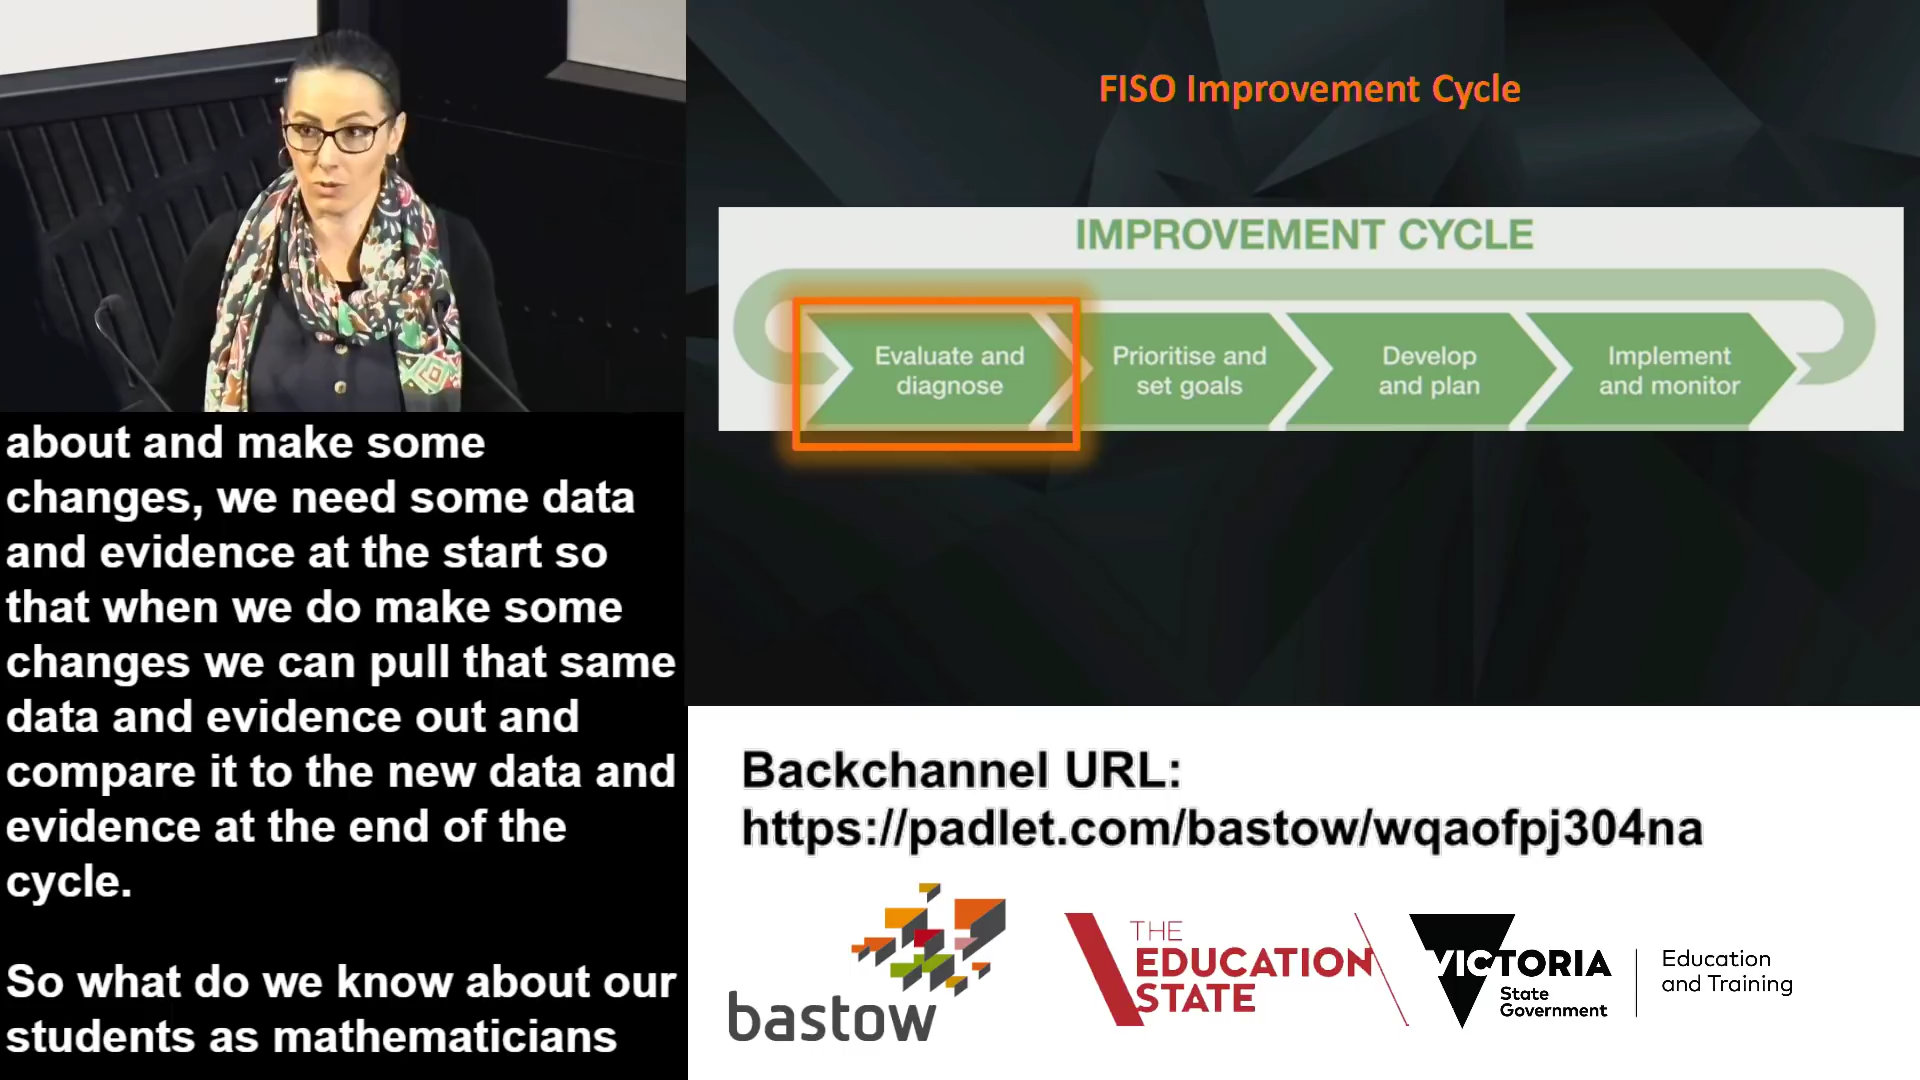 about and make some
changes, we need some data
and evidence at the start so
that when we do make some
changes we can pull that same
data and evidence out and
compare it to the new data and
evidence at the end of the
cycle.
So what do we know about our
students as mathematicians
FISO Improvement Cycle
IMPROVEMENT CYCLE
Evaluate and
diagnose
Prioritise and
set goals
Develop
and plan
Implement
and monitor
Backchannel URL:
https://padlet.com/bastow/wqaofpj304na
bastow
THE
EDUCATION
STATE
VICTORIA
State
Government
Education
and Training